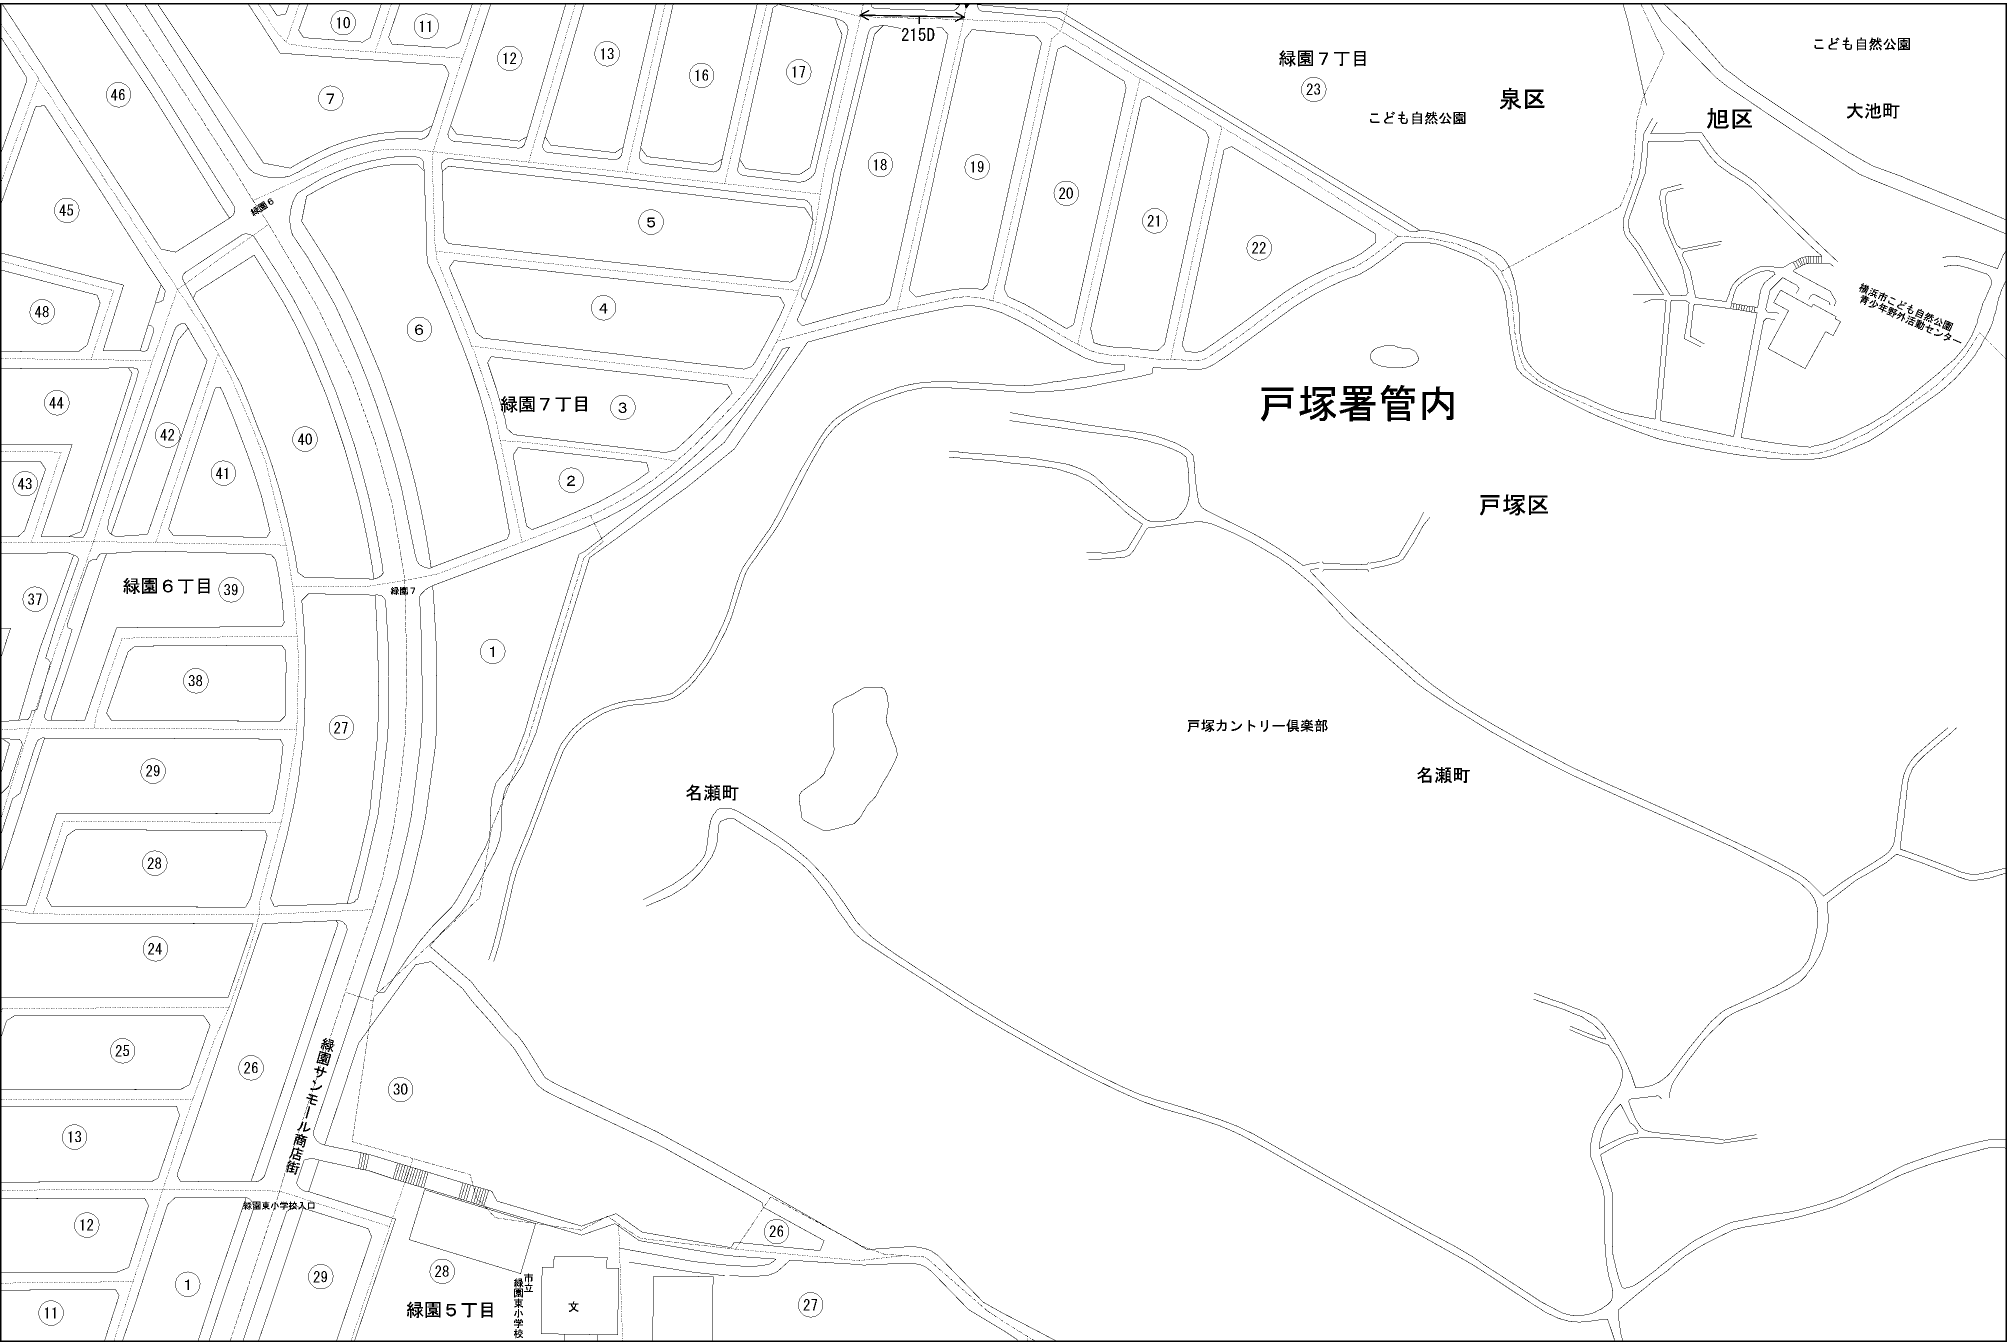 10
11
12
13
16
17
215D
緑園７丁目
23
こども自然公園
泉区
旭区
こども自然公園
大池町
46
7
45
緑園６
5
18
19
20
21
22
48
4
6
横浜市こども自然公園
青少年野外活動センター
44
42
40
緑園７丁目
3
戸塚署管内
43
41
2
戸塚区
37
緑園６丁目
39
緑園７
1
38
27
戸塚カントリー倶楽部
29
名瀬町
名瀬町
28
24
25
26
緑園サンモール商店街
30
13
12
緑園東小学校入口
26
1
29
28
市立
緑園東小学校
文
27
11
緑園５丁目